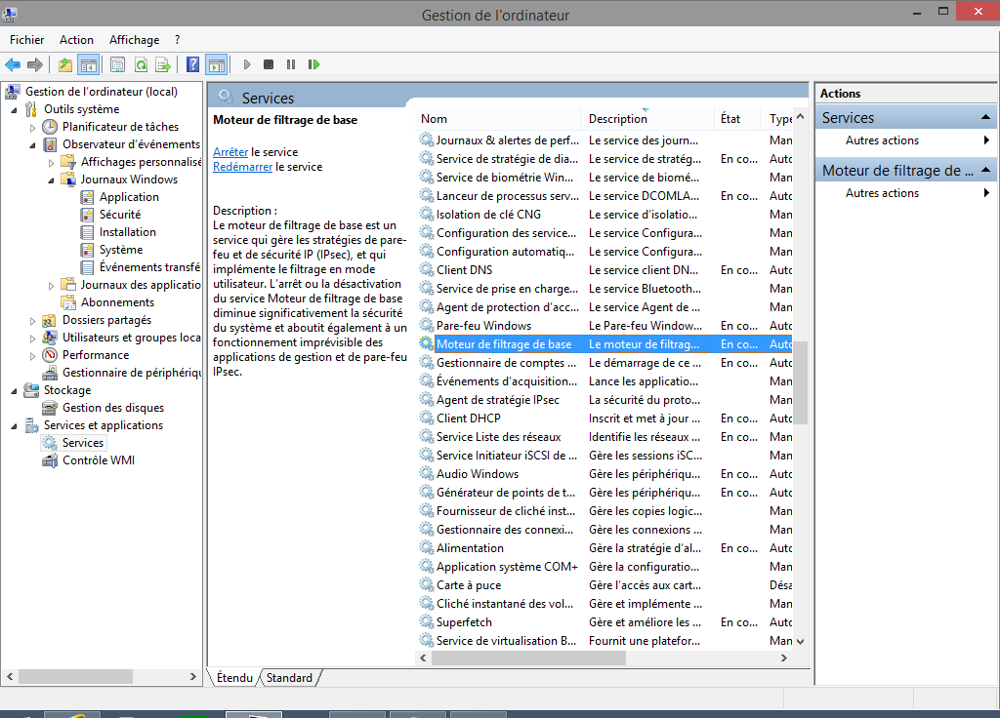 Gestion de l'ordinateur
Fichier Action Affichage ?
Gestion de l'ordinateur (local)
Outils système
Planificateur de tâches
Observateur d'événements
Affichages personnalisé
Journaux Windows
Application
Sécurité
Installation
Système
Événements transfé
Journaux des applicatio
Abonnements
Dossiers partagés
Utilisateurs et groupes loca
Performance
Gestionnaire de périphériqu
Stockage
Gestion des disques
Services et applications
Services
Contrôle WMI
Services
Moteur de filtrage de base
Arrêter le service
Redémarrer le service
Description :
Le moteur de filtrage de base est un
service qui gère les stratégies de pare-
feu et de sécurité IP (IPsec), et qui
implémente le filtrage en mode
utilisateur. L'arrêt ou la désactivation
du service Moteur de filtrage de base
diminue significativement la sécurité
du système et aboutit également à un
fonctionnement imprévisible des
applications de gestion et de pare-feu
IPsec.
Nom Description État Type
Journaux & alertes de perf... Le service des journ... Man
Service de stratégie de dia... Le service de stratég... En co... Auto
Service de biométrie Win... Le service de biomé... Man
Lanceur de processus serv... Le service DCOMLA... En co... Auto
Isolation de clé CNG Le service d'isolatio... Man
Configuration des service... Le service Configura... Man
Configuration automatiq... Le service Configura... Man
Client DNS Le service client DN... En co... Auto
Service de prise en charge... Le service Bluetooth... Man
Agent de protection d'acc... Le service Agent de ... Man
Pare-feu Windows Le Pare-feu Window... En co... Auto
Moteur de filtrage de base Le moteur de filtrag... En co... Auto
Gestionnaire de comptes ... Le démarrage de ce ... En co... Auto
Événements d'acquisition... Lance les applicatio... Man
Agent de stratégie IPsec La sécurité du proto... Man
Client DHCP Inscrit et met à jour ... En co... Auto
Service Liste des réseaux Identifie les réseaux ... En co... Man
Service Initiateur iSCSI de ... Gère les sessions iSC... Man
Audio Windows Gère les périphériqu... En co... Auto
Générateur de points de t... Gère les périphériqu... En co... Auto
Fournisseur de cliché inst... Gère les copies logic... Man
Gestionnaire des connexi... Gère les connexions ... Man
Alimentation Gère la stratégie d'al... En co... Auto
Application système COM+ Gère la configuratio... Man
Carte à puce Gère l'accès aux cart... Désa
Cliché instantané des vol... Gère et implémente ... Man
Superfetch Gère et améliore les ... En co... Auto
Service de virtualisation B... Fournit une platefor... Man
Étendu Standard
Actions
Services
Autres actions
Moteur de filtrage de ...
Autres actions